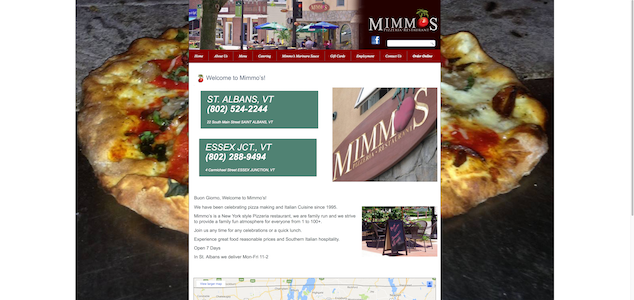 MIMMO'S
PIZZERIA RESTAURANT
Home About Us Menu Catering Mimmo's Marinara Sauce Gift Cards Employment Contact Us Order Online
Welcome to Mimmo's!
ST. ALBANS, VT
(802) 524-2244
22 South Main Street SAINT ALBANS, VT
ESSEX JCT., VT
(802) 288-9494
4 Carmichael Street ESSEX JUNCTION, VT
MIMMO'S
PIZZERIA RESTAURANT
Buon Giorno, Welcome to Mimmo's!
We have been celebrating pizza making and Italian Cuisine since 1995.
Mimmo's is a New York style Pizzeria restaurant, we are family run and we strive
to provide a family fun atmosphere for everyone from 1 to 100+.
Join us any time for any celebrations or a quick lunch.
Experience great food reasonable prices and Southern Italian hospitality
Open 7 Days
In St. Albans we deliver Mon-Fri 11-2
View larger map